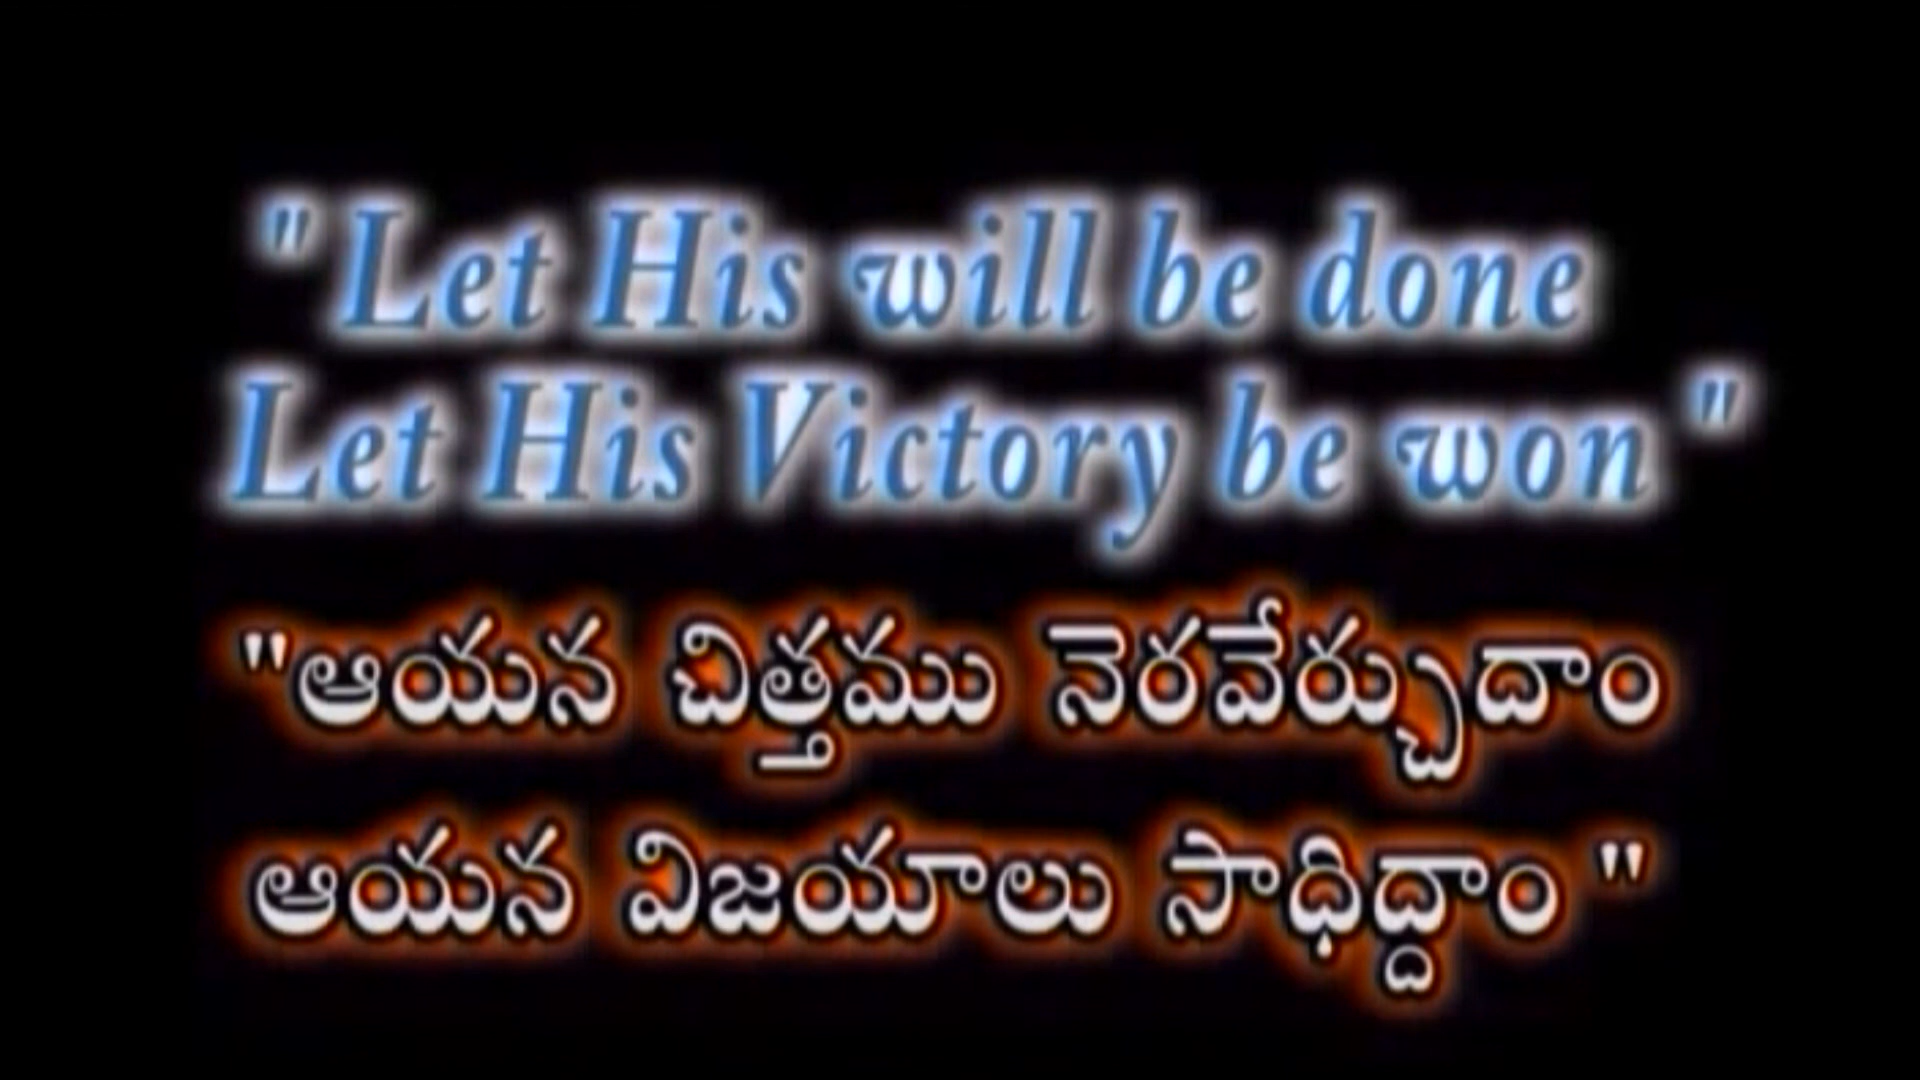 " Let His will be done
Let His Victory be won "
"ఆయన చిత్తము నెరవేర్చుదాం
ఆయన విజయాలు సాధిద్దాం "